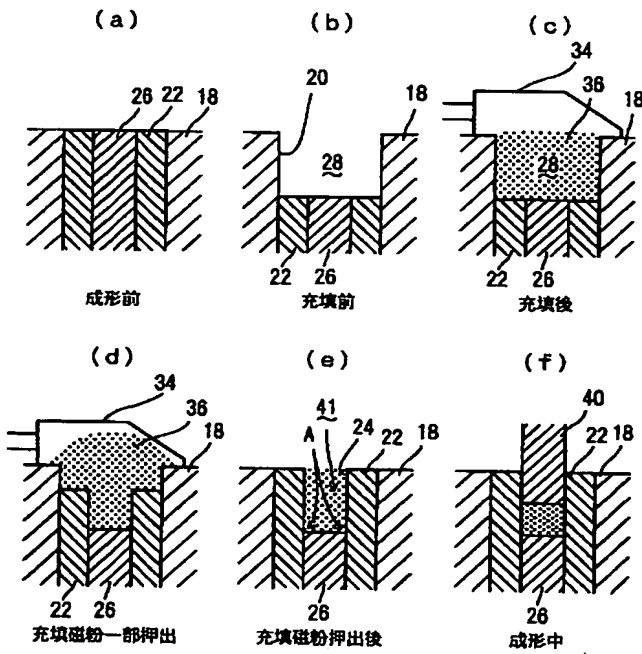 (a)
26 22 18
成形前
(b)
20
18
28
22 26
充填前
(c)
34
36
18
28
22 26
充填後
(d)
34
36
18
22 26
充填磁粉一部押出
(e)
41
A 24 22 18
26
充填磁粉押出後
(f)
40
22 18
26
成形中